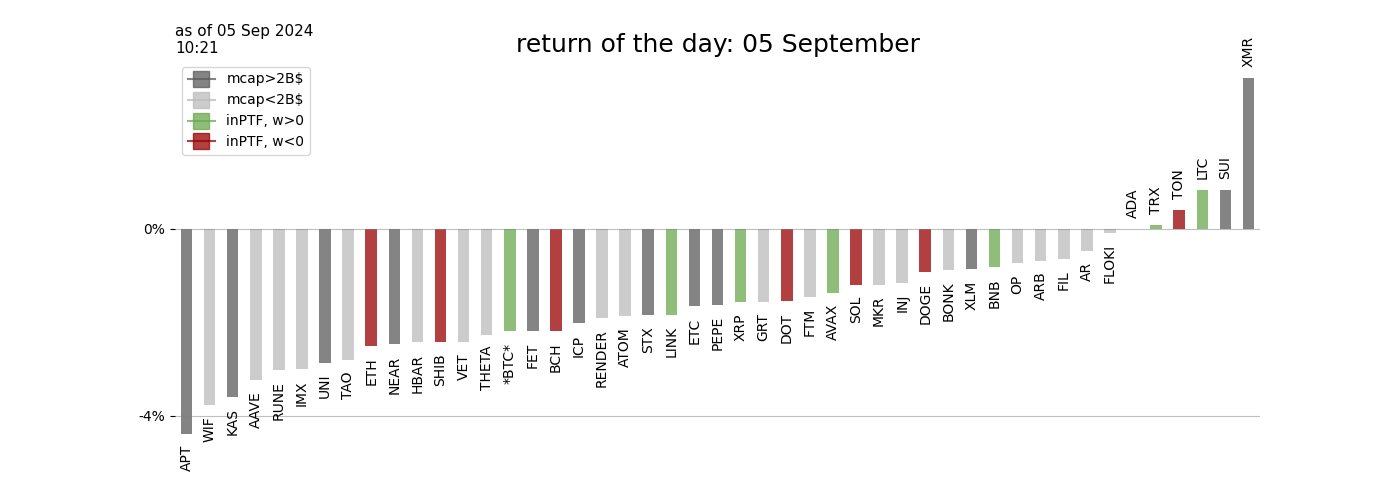 as of 05 Sep 2024
10:21
return of the day: 05 September
mcap>2B$
mcap<2B$
inPTF, w>0
inPTF, w<0
0%
-4%
APT
WIF
KAS
AAVE
RUNE
IMX
UNI
TAO
ETH
NEAR
HBAR
SHIB
VET
THETA
*BTC*
FET
BCH
ICP
RENDER
ATOM
STX
LINK
ETC
PEPE
XRP
GRT
DOT
FTM
AVAX
SOL
MKR
INJ
DOGE
BONK
XLM
BNB
OP
ARB
FIL
AR
FLOKI
ADA
TRX
TON
LTC
SUI
XMR